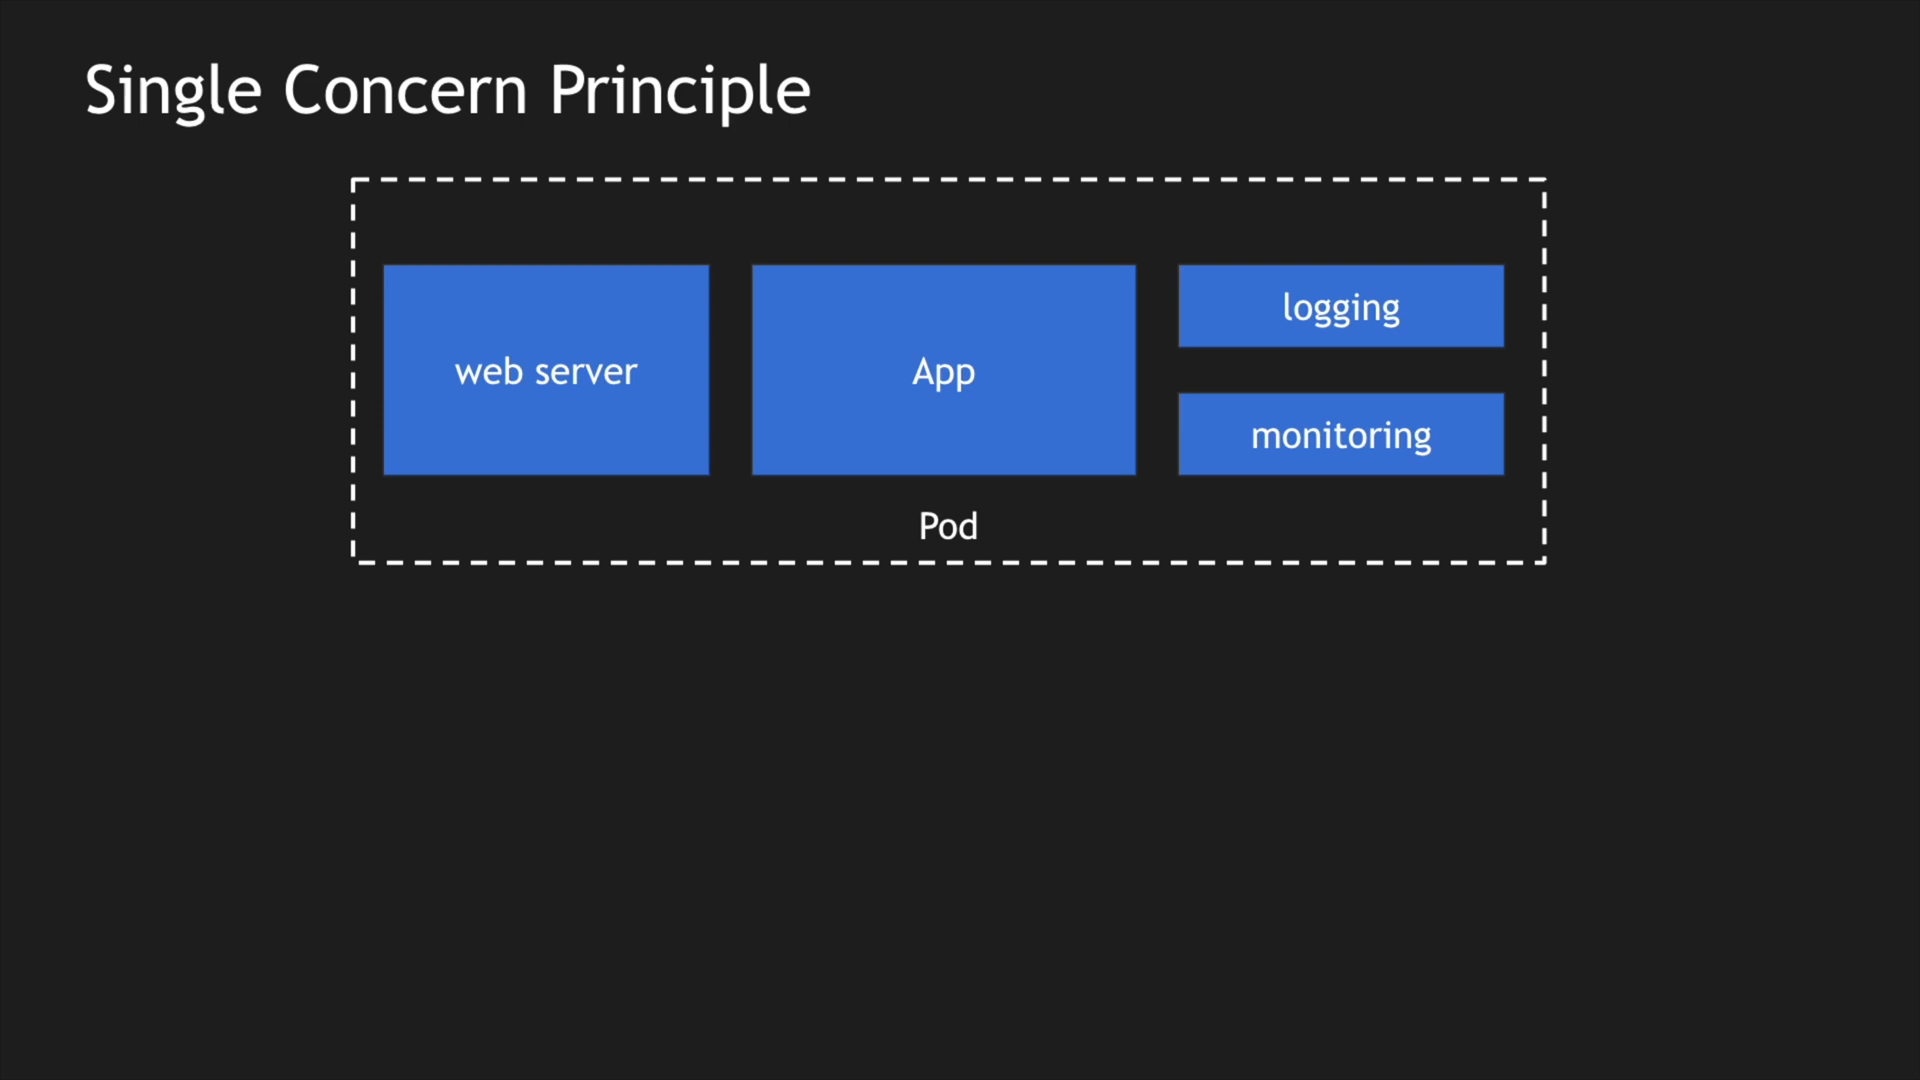 Single Concern Principle
web server
App
logging
monitoring
Pod